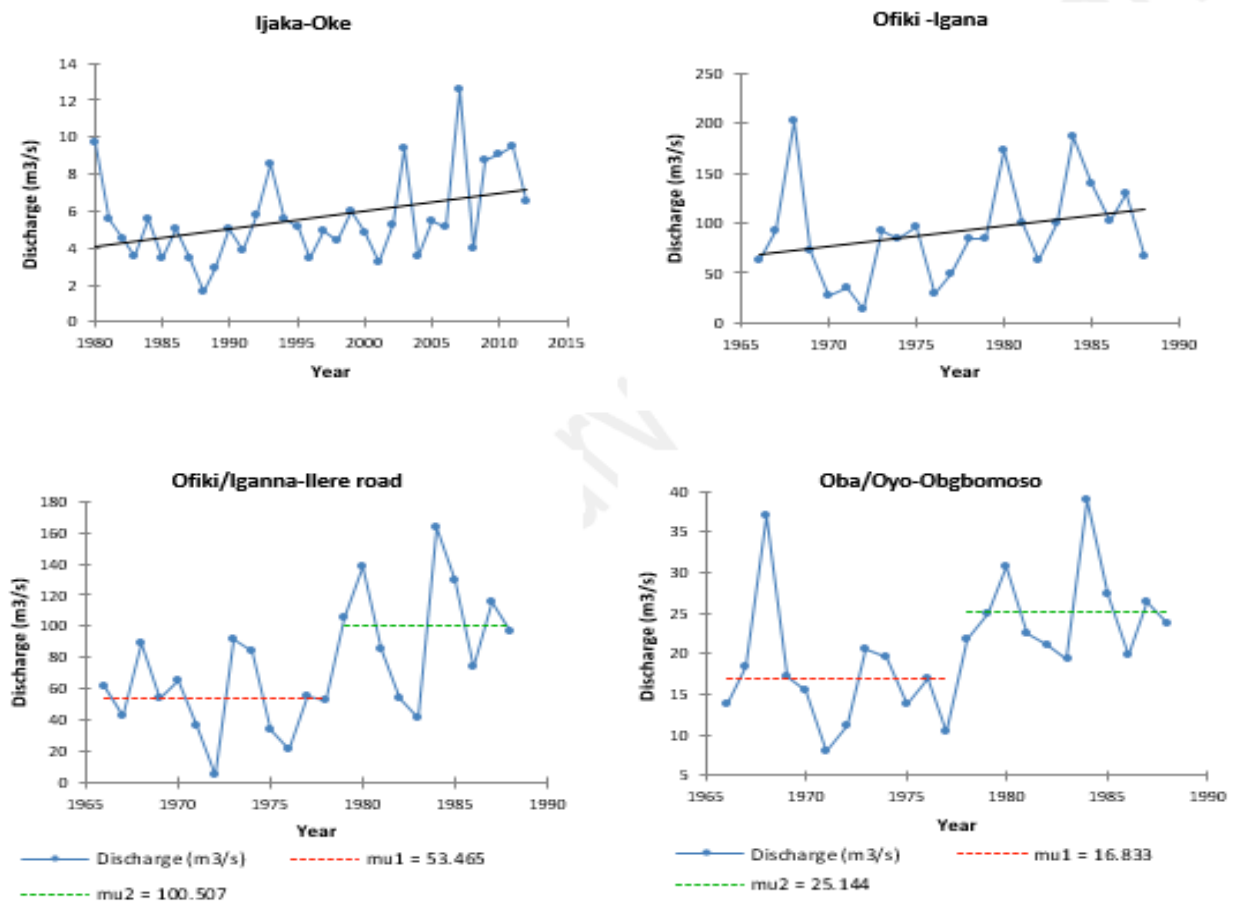 Ijaka-Oke
Discharge (m3/s)
14
12
10
8
6
4
2
0
1980 1985 1990 1995 2000 2005 2010 2015
Year
Ofiki -Igana
Discharge (m3/s)
250
200
150
100
50
0
1965 1970 1975 1980 1985 1990
Year
Ofiki/Iganna-Ilere road
Discharge (m3/s)
180
160
140
120
100
80
60
40
20
0
1965 1970 1975 1980 1985 1990
Year
Discharge (m3/s) mu1 = 53.465
mu2 = 100.507
Oba/Oyo-Obgbomoso
Discharge (m3/s)
40
35
30
25
20
15
10
5
1965 1970 1975 1980 1985 1990
Year
Discharge (m3/s) mu1 = 16.833
mu2 = 25.144